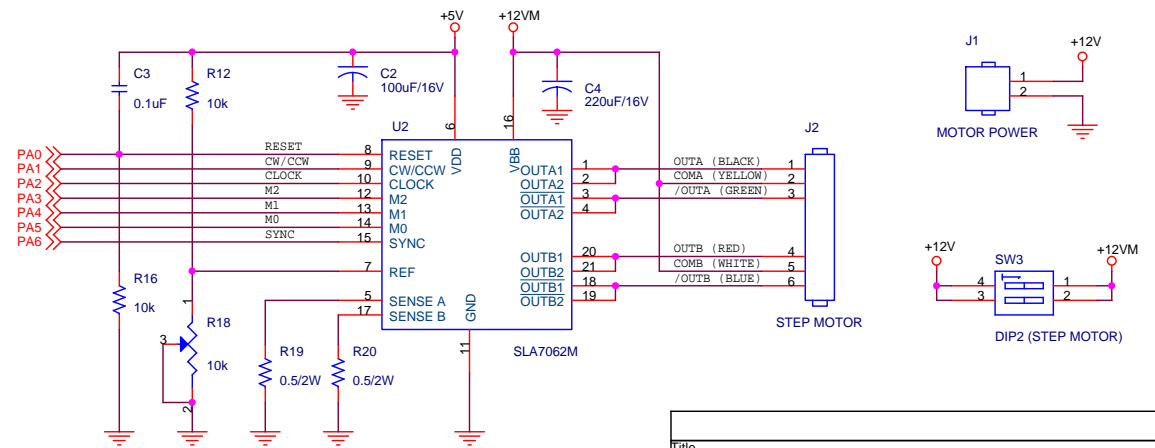 +5V
+12VM
J1
+12V
C3
0.1uF
R12
10k
C2
100uF/16V
C4
220uF/16V
1
2
MOTOR POWER
U2
6
16
J2
PA0
PA1
PA2
PA3
PA4
PA5
PA6
RESET
CW/CCW
CLOCK
M2
M1
M0
SYNC
8
9
10
12
13
14
15
7
5
17
RESET
CW/CCW
CLOCK
M2
M1
M0
SYNC
REF
SENSE A
SENSE B
VDD
VBB
GND
11
OUTA1
OUTA2
OUTA1
OUTA2
OUTB1
OUTB2
OUTB1
OUTB2
1
2
3
4
20
21
18
19
OUTA (BLACK)
COMA (YELLOW)
/OUTA (GREEN)
OUTB (RED)
COMB (WHITE)
/OUTB (BLUE)
1
2
3
4
5
6
STEP MOTOR
SLA7062M
R16
10k
1
R18
3
10k
2
R19
0.5/2W
R20
0.5/2W
+12V
SW3
+12VM
4
3
1
2
DIP2 (STEP MOTOR)
Title